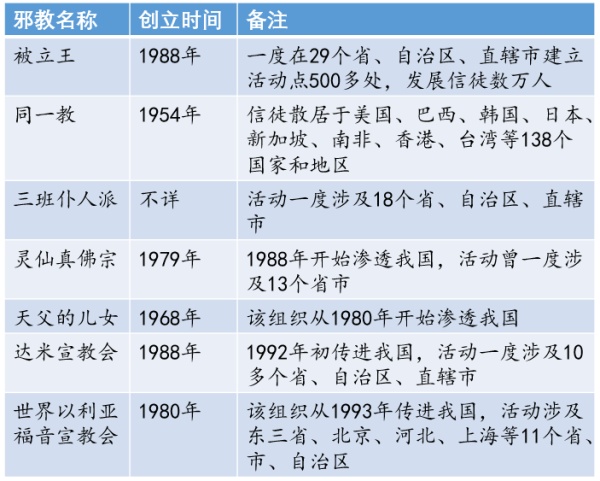 邪教名称 创立时间 备注
被立王 1988年 一度在29个省、自治区、直辖市建立
活动点500多处，发展信徒数万人
同一教 1954年 信徒散居于美国、巴西、韩国、日本、
新加坡、南非、香港、台湾等138个
国家和地区
三班仆人派 不详 活动一度涉及18个省、自治区、直辖
市
灵仙真佛宗 1979年 1988年开始渗透我国，活动曾一度涉
及13个省市
天父的儿女 1968年 该组织从1980年开始渗透我国
达米宣教会 1988年 1992年初传进我国，活动一度涉及10
多个省、自治区、直辖市
世界以利亚 1980年 该组织从1993年传进我国，活动涉及
福音宣教会 东三省、北京、河北、上海等11个省、
市、自治区